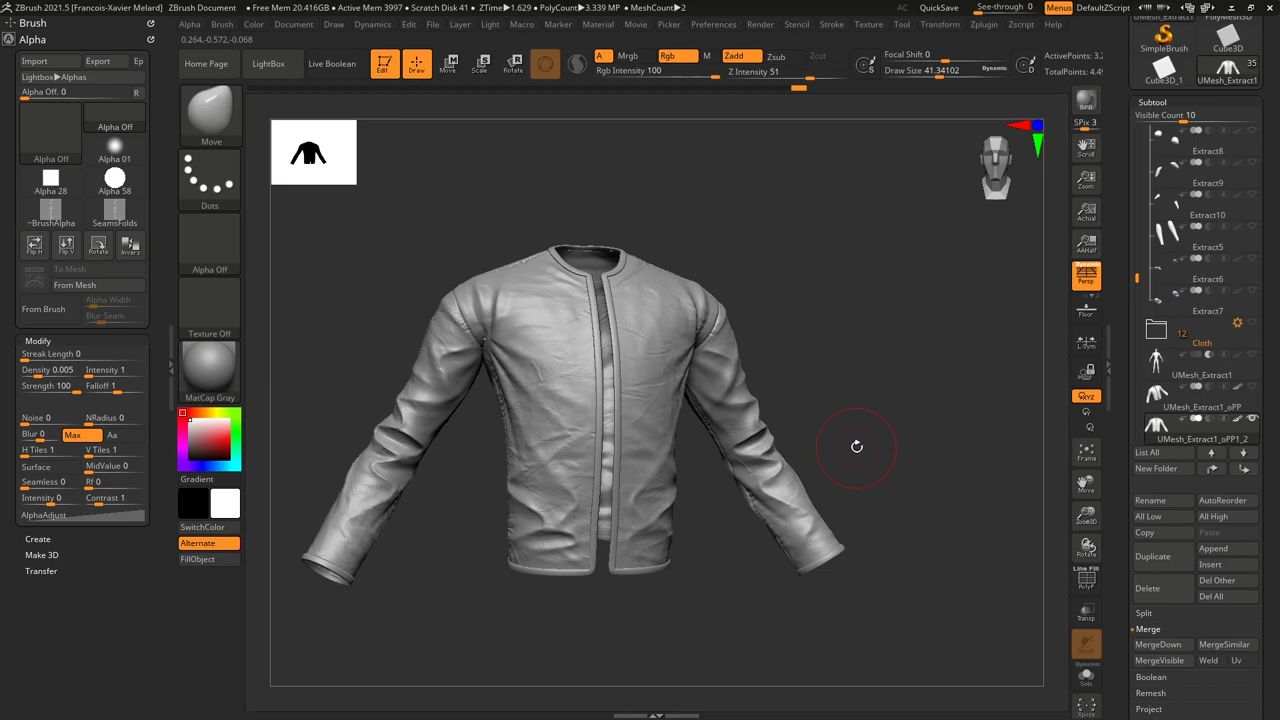 ZBrush 2021.5 [Francois-Xavier Melard] ZBrush Document • Free Mem 20.416GB • Active Mem 3997 • Scratch Disk 41 • ZTime▶1.629 • PolyCount▶3.339 MP • MeshCount▶2 AC QuickSave See-through 0 Menus DefaultZScript
Brush
Alpha Brush Color Document Draw Dynamics Edit File Layer Light Macro Marker Material Movie Picker Preferences Render Stencil Stroke Texture Tool Transform Zplugin Zscript Help
Alpha
0.264,-0.572,-0.068
Import Export Ep
Lightbox▶Alphas
Alpha Off. 0 R
Alpha Off
Alpha Off
Alpha 01
Alpha 28
Alpha 58
~BrushAlpha
SeamsFolds
Flip H Flip V Rotate Invers
To Mesh
From Mesh
From Brush
Alpha Width
Blur Seam
Modify
Streak Length 0
Density 0.005 Intensity 1
Strength 100 Falloff 1
Noise 0 NRadius 0
Blur 0 Max Aa
H Tiles 1 V Tiles 1
Surface MidValue 0
Seamless 0 Rf 0
Intensity 0 Contrast 1
AlphaAdjust
Create
Make 3D
Transfer
Home Page LightBox Live Boolean
Edit Draw Move Scale Rotate
A Mrgb Rgb M Zadd Zsub Zcut
Rgb Intensity 100 Z Intensity 51
S
Focal Shift 0
Draw Size 41.34102 Dynamic
D
ActivePoints: 3.
TotalPoints: 4.4
Move
Dots
Alpha Off
Texture Off
MatCap Gray
Gradient
SwitchColor
Alternate
FillObject
BPR
SPix 3
Scroll
Zoom
Actual
AAHalf
Dynamic
Persp
Floor
L.Sym
XYZ
Frame
Move
Zoom3D
Rotate
Line Fill
PolyF
Transp
Dynamic
Solo
Xpose
UMesh_Extract1 PolyMesh3D
SimpleBrush Cube3D
35
Cube3D_1 UMesh_Extract1
Subtool
Visible Count 10
Extract8
Extract9
Extract10
Extract5
Extract6
Extract7
12
Cloth
UMesh_Extract1
UMesh_Extract1_oPP
UMesh_Extract1_oPP1_2
List All
New Folder
Rename AutoReorder
All Low All High
Copy Paste
Duplicate Append
Insert
Delete Del Other
Del All
Split
Merge
MergeDown MergeSimilar
MergeVisible Weld Uv
Boolean
Remesh
Project